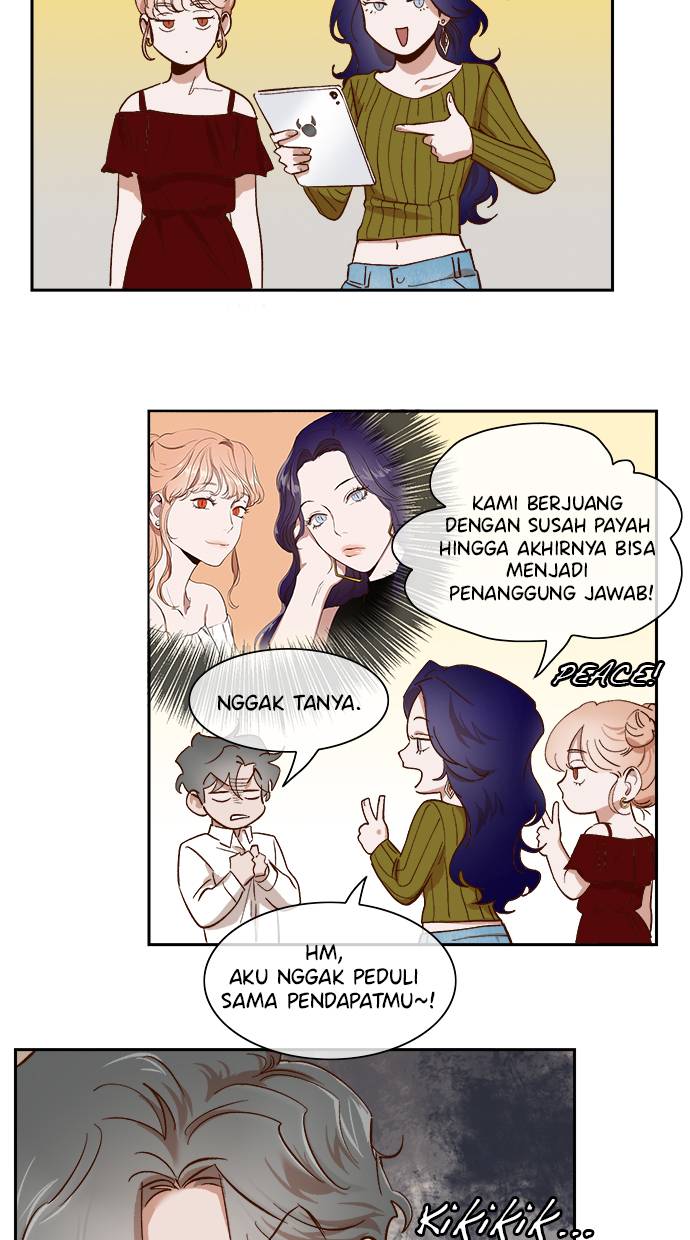 KAMI BERJUANG
DENGAN SUSAH PAYAH
HINGGA AKHIRNYA BISA
MENJADI
PENANGGUNG JAWAB!
PEACE!
NGGAK TANYA.
HM,
AKU NGGAK PEDULI
SAMA PENDAPATMU~!
KIKIKIK...